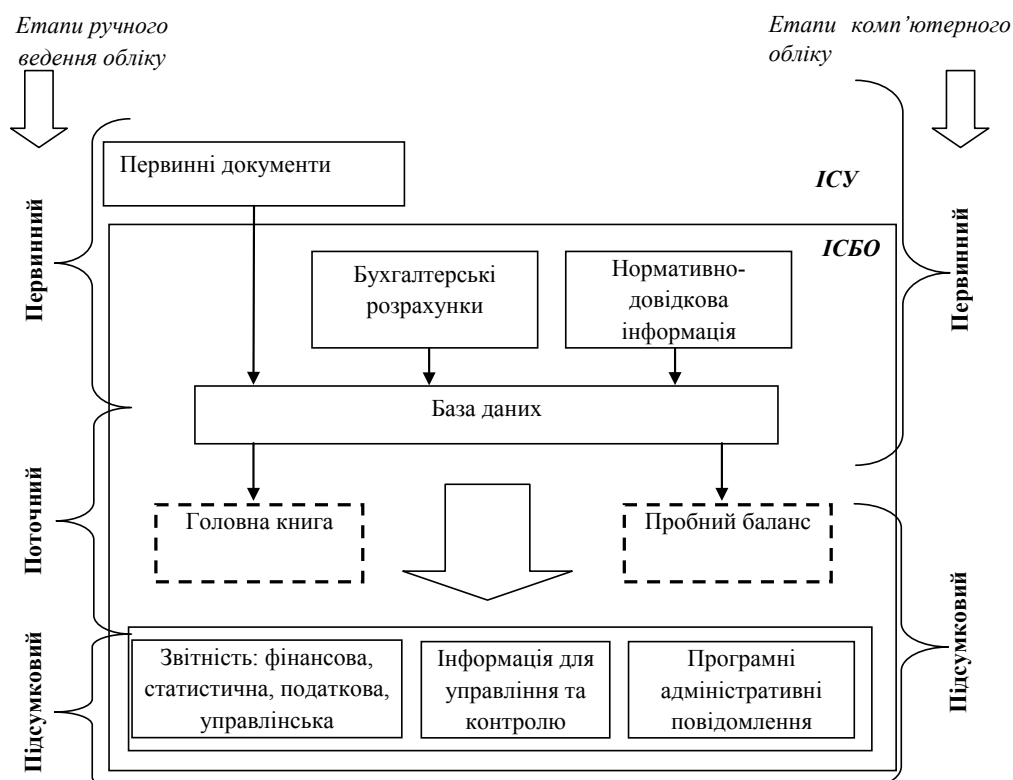 Етапи ручного
ведення обліку
Етапи комп’ютерного
обліку
Первинні документи
ІСУ
ІСБО
Первинний
Бухгалтерські
розрахунки
Нормативно-
довідкова
інформація
Первинний
База даних
Поточний
Головна книга
Пробний баланс
Підсумковий
Звітність: фінансова,
статистична, податкова,
управлінська
Інформація для
управління та
контролю
Програмні
адміністративні
повідомлення
Підсумковий